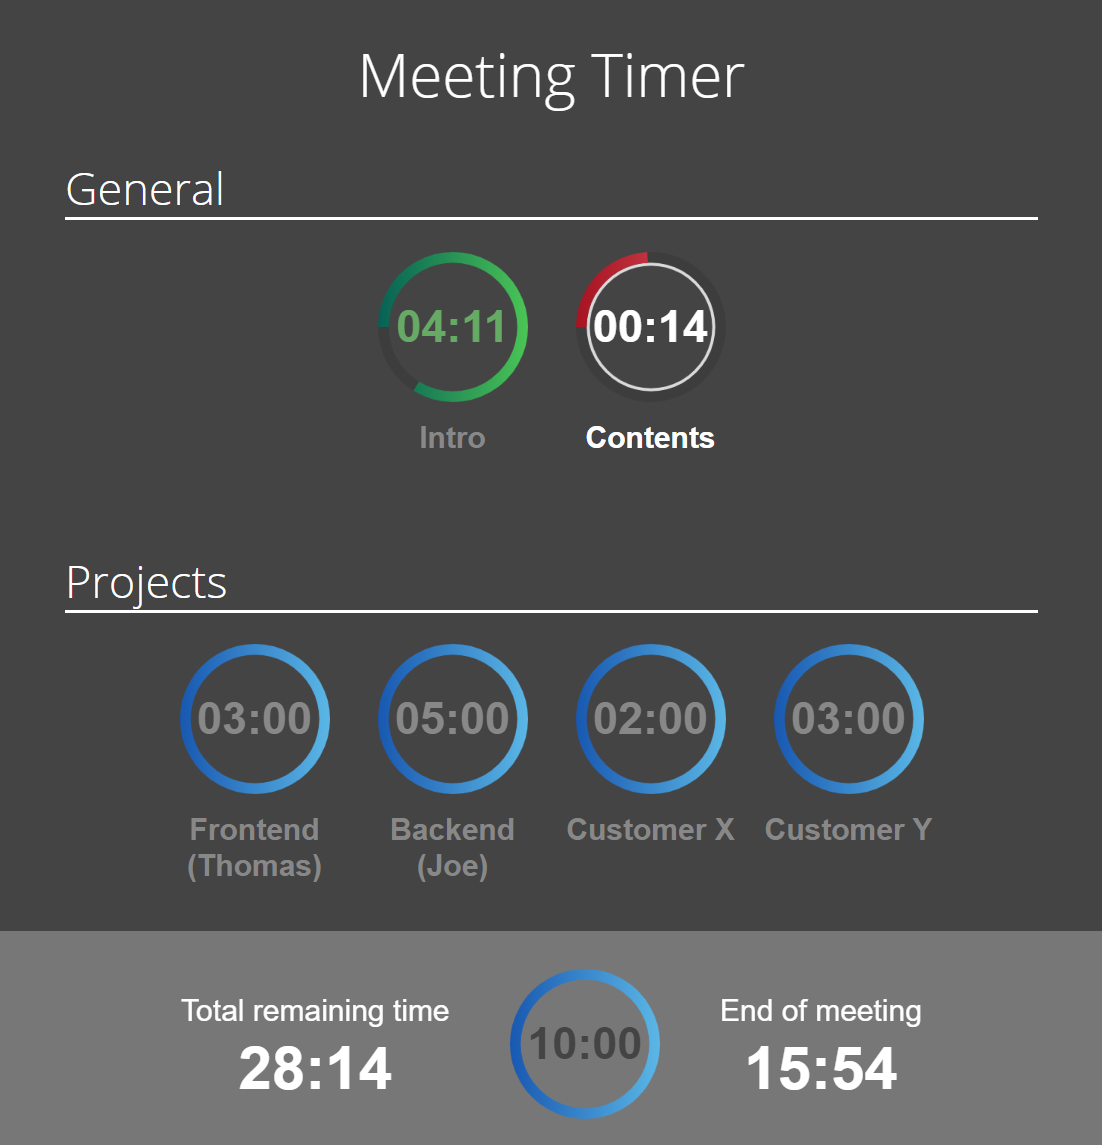 Meeting Timer
General
04:11
00:14
Intro
Contents
Projects
03:00
05:00
02:00
03:00
Frontend
(Thomas)
Backend
(Joe)
Customer X
Customer Y
Total remaining time
28:14
10:00
End of meeting
15:54